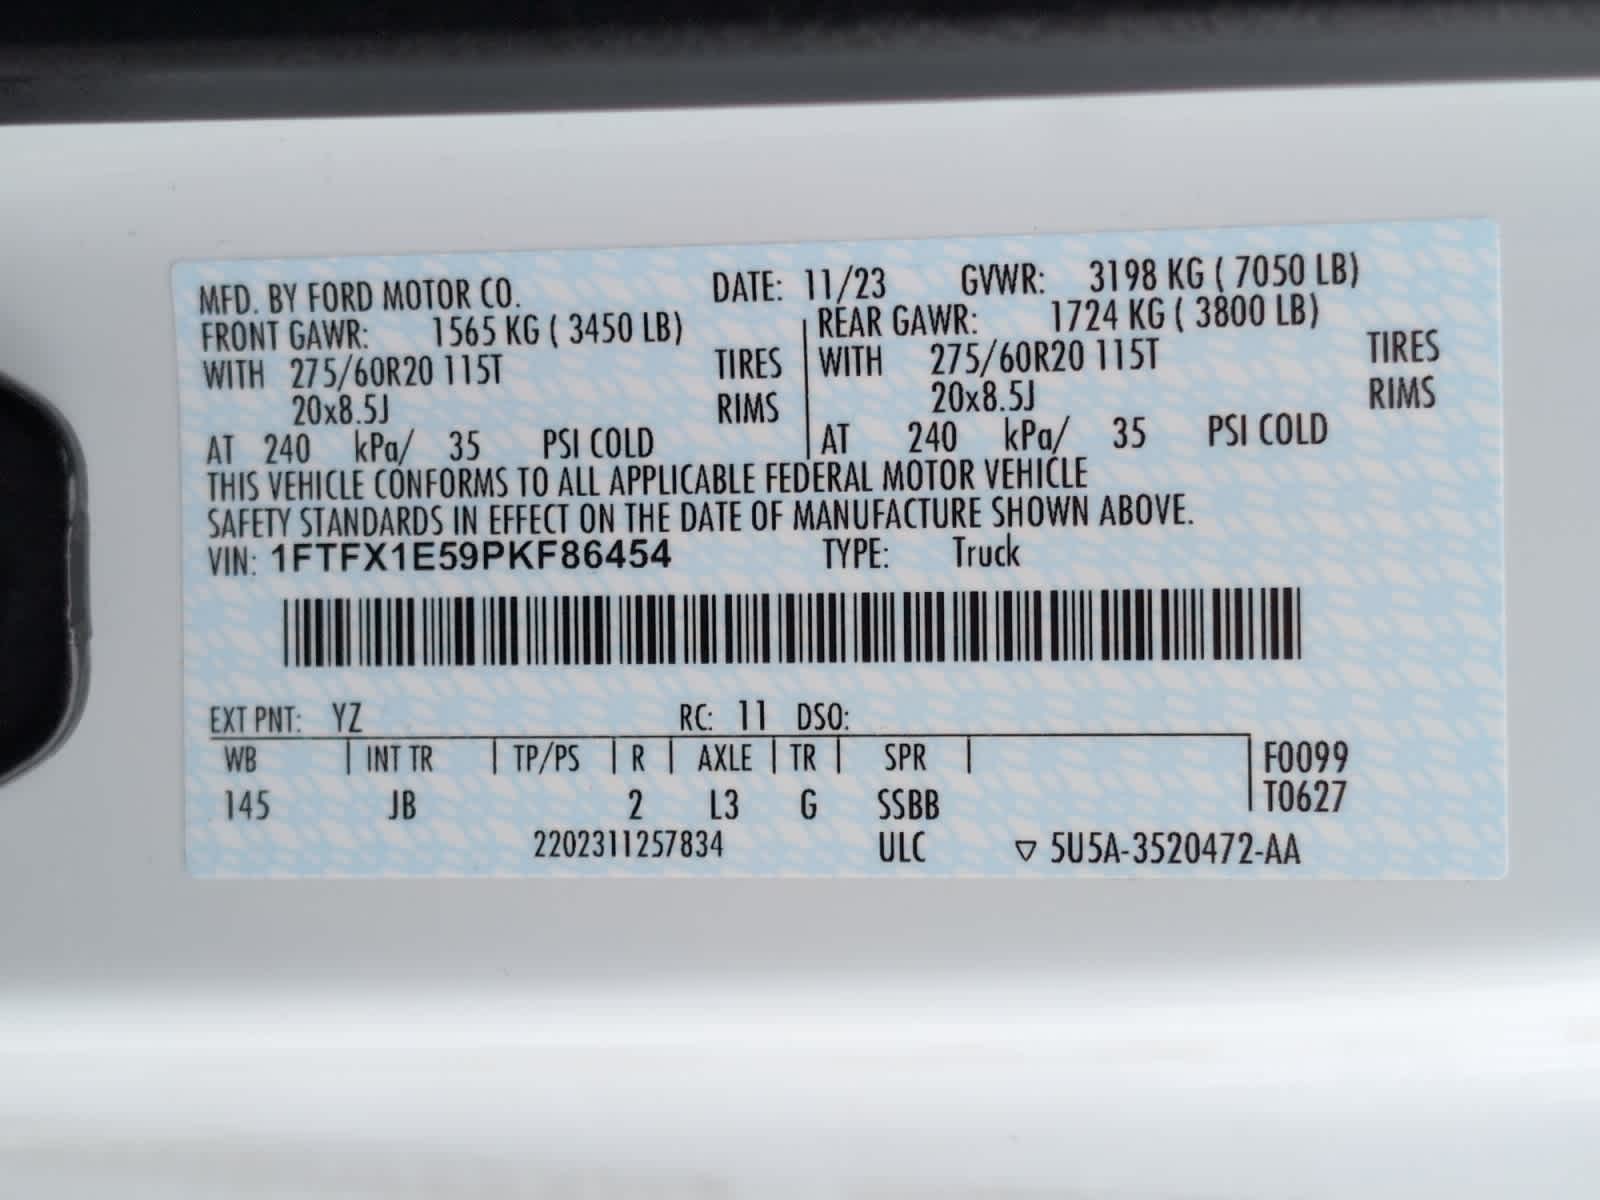 MFD. BY FORD MOTOR CO. DATE: 11/23 GVWR: 3198 KG ( 7050 LB)
FRONT GAWR: 1565 KG ( 3450 LB) REAR GAWR: 1724 KG ( 3800 LB)
WITH 275/60R20 115T TIRES WITH 275/60R20 115T TIRES
20x8.5J RIMS 20x8.5J RIMS
AT 240 kPa/ 35 PSI COLD AT 240 kPa/ 35 PSI COLD
THIS VEHICLE CONFORMS TO ALL APPLICABLE FEDERAL MOTOR VEHICLE
SAFETY STANDARDS IN EFFECT ON THE DATE OF MANUFACTURE SHOWN ABOVE.
VIN: 1FTFX1E59PKF86454 TYPE: Truck
EXT PNT: YZ RC: 11 DSO:
WB INT TR TP/PS R AXLE TR SPR F0099
145 JB 2 L3 G SSBB T0627
2202311257834 ULC ▽ 5U5A-3520472-AA